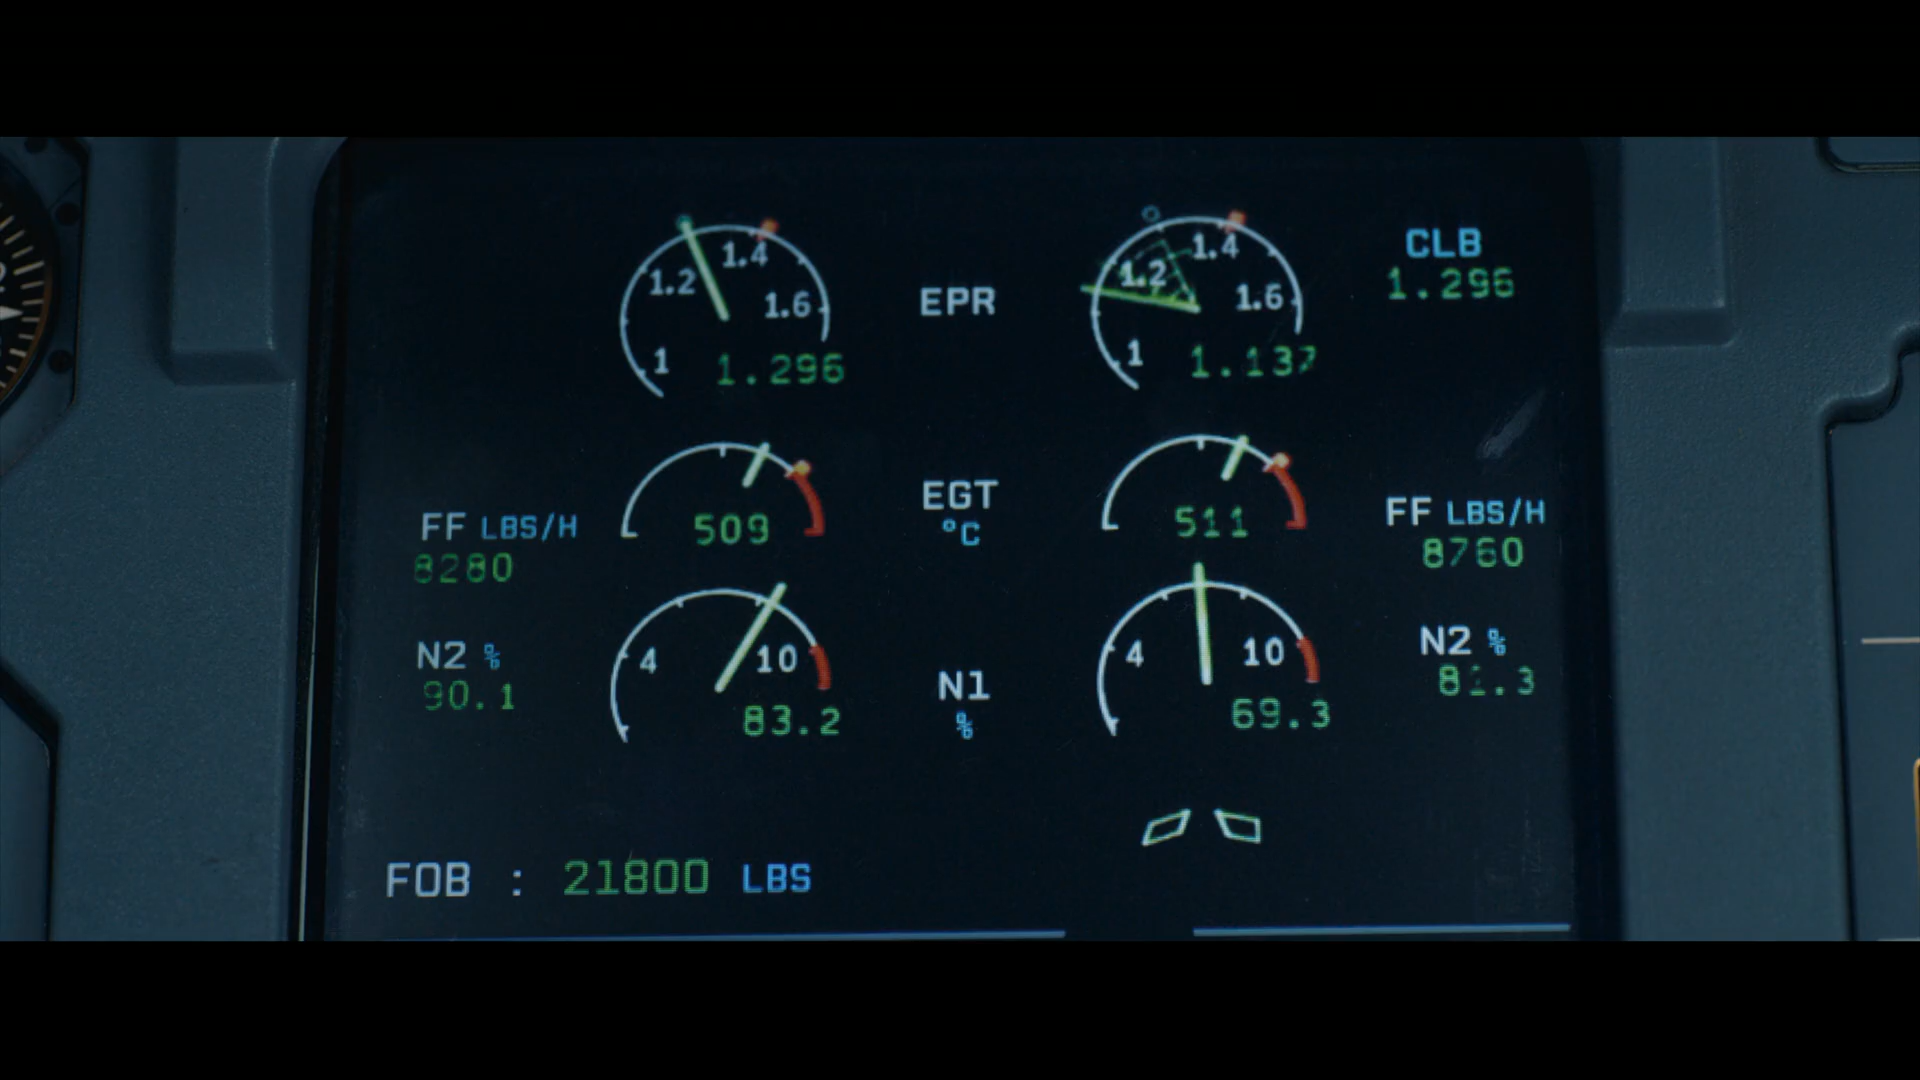 1.2 1.4 1.6 1
1.296
EPR
1.2 1.4 1.6 1
1.137
CLB
1.296
FF LBS/H
8280
509
EGT
°C
511
FF LBS/H
8760
N2 %
90.1
4 10
83.2
N1
%
4 10
69.3
N2 %
81.3
FOB : 21800 LBS